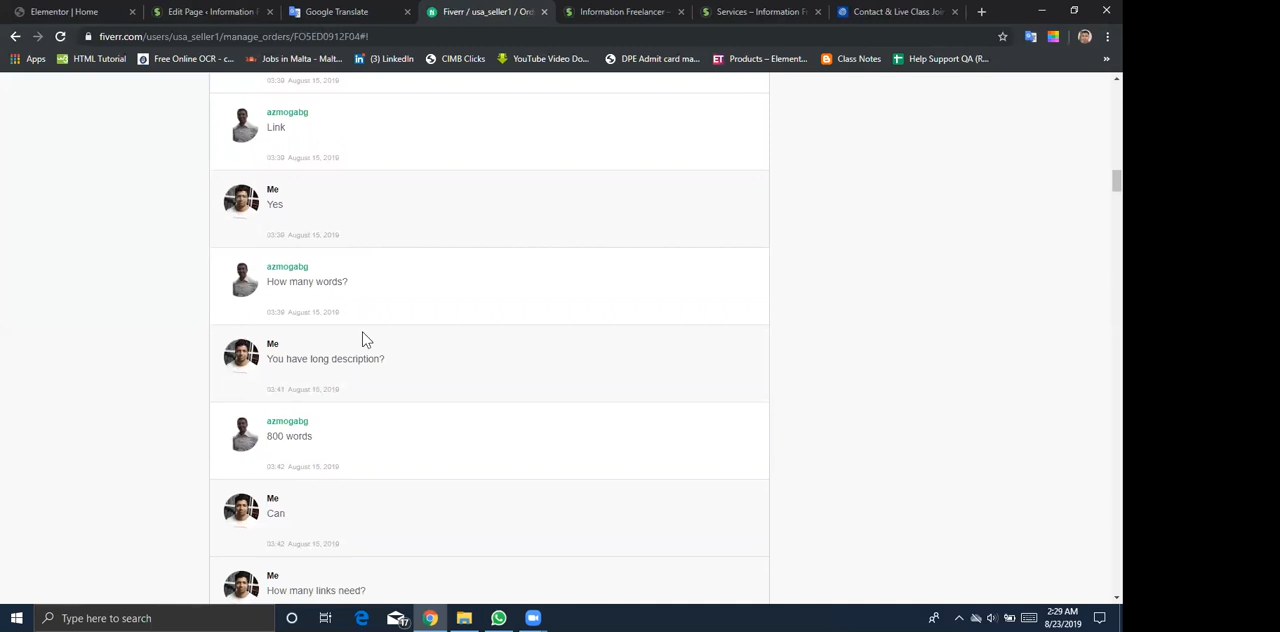 Elementor | Home
Edit Page ‹ Information F
Google Translate
Fiverr / usa_seller1 / Ord
Information Freelancer –
Services – Information F
Contact & Live Class Join
fiverr.com/users/usa_seller1/manage_orders/FO5ED0912F04#!
Apps
HTML Tutorial
Free Online OCR - c...
Jobs in Malta - Malt...
(3) LinkedIn
CIMB Clicks
YouTube Video Do...
DPE Admit card ma...
Products – Element...
Class Notes
Help Support QA (R...
»
03:39 August 15, 2019
azmogabg
Link
03:39 August 15, 2019
Me
Yes
03:39 August 15, 2019
azmogabg
How many words?
03:39 August 15, 2019
Me
You have long description?
03:41 August 15, 2019
azmogabg
800 words
03:42 August 15, 2019
Me
Can
03:42 August 15, 2019
Me
How many links need?
Type here to search
2:29 AM
8/23/2019